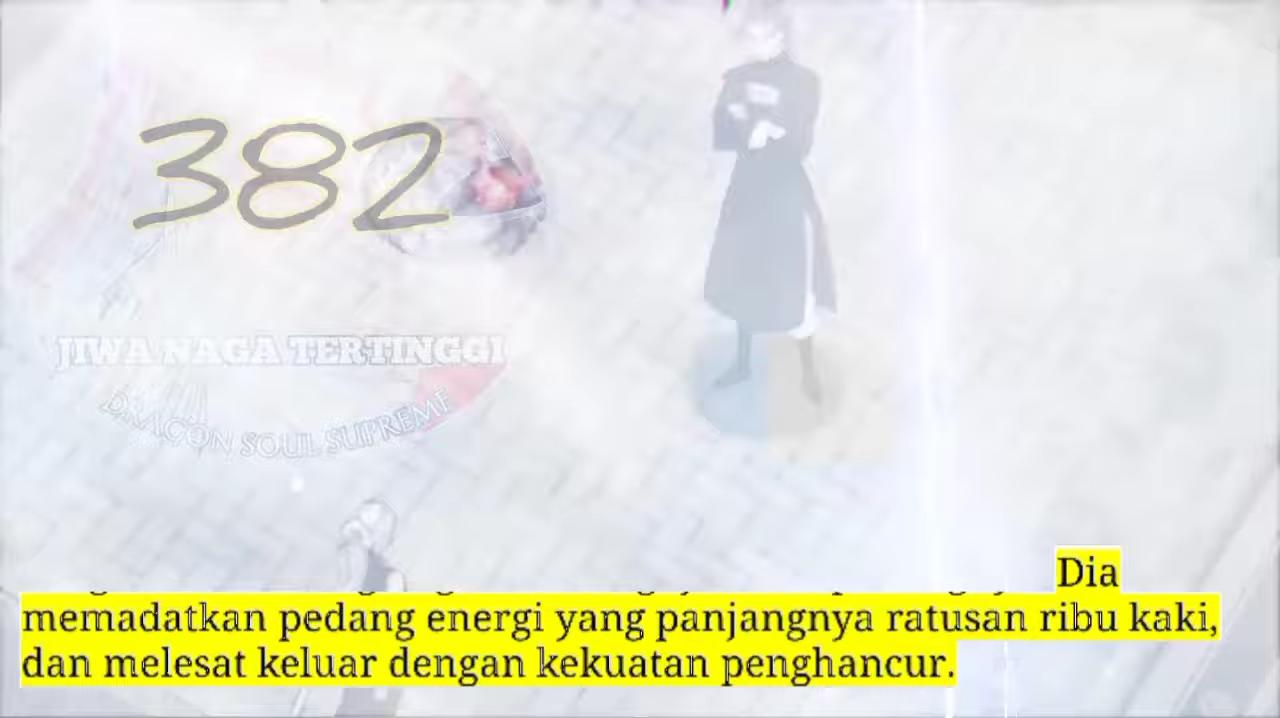 382
JIWA NAGA TERTINGGI
DRAGON SOUL SUPREME
Dia
memadatkan pedang energi yang panjangnya ratusan ribu kaki,
dan melesat keluar dengan kekuatan penghancur.